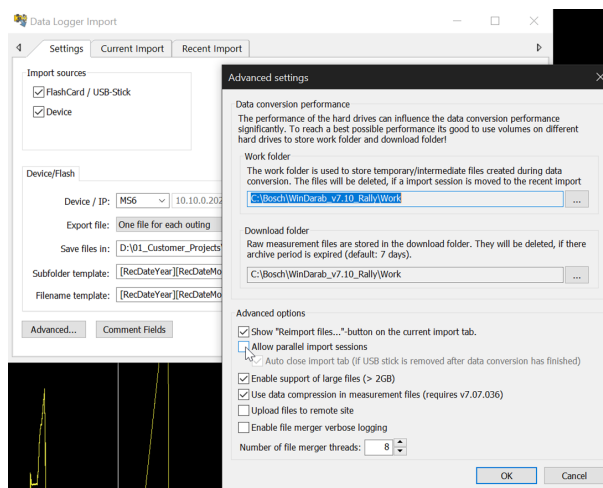 Data Logger Import
Settings
Current Import
Recent Import
Import sources
FlashCard / USB-Stick
Device
Device/Flash
Device / IP: MS6 10.10.0.202
Export file: One file for each outing
Save files in: D:\01_Customer_Projects\
Subfolder template: [RecDateYear][RecDateMo
Filename template: [RecDateYear][RecDateMo
Advanced... Comment Fields
Advanced settings
Data conversion performance
The performance of the hard drives can influence the data conversion performance
significantly. To reach a best possible performance its good to use volumes on different
hard drives to store work folder and download folder!
Work folder
The work folder is used to store temporary/intermediate files created during data
conversion. The files will be deleted, if a import session is moved to the recent import
C:\Bosch\WinDarab_v7.10_Rally\Work
...
Download folder
Raw measurement files are stored in the download folder. They will be deleted, if there
archive period is expired (default: 7 days).
C:\Bosch\WinDarab_v7.10_Rally\Work
...
Advanced options
Show "Reimport files..."-button on the current import tab.
Allow parallel import sessions
Auto close import tab (if USB stick is removed after data conversion has finished)
Enable support of large files (> 2GB)
Use data compression in measurement files (requires v7.07.036)
Upload files to remote site
Enable file merger verbose logging
Number of file merger threads: 8
OK Cancel